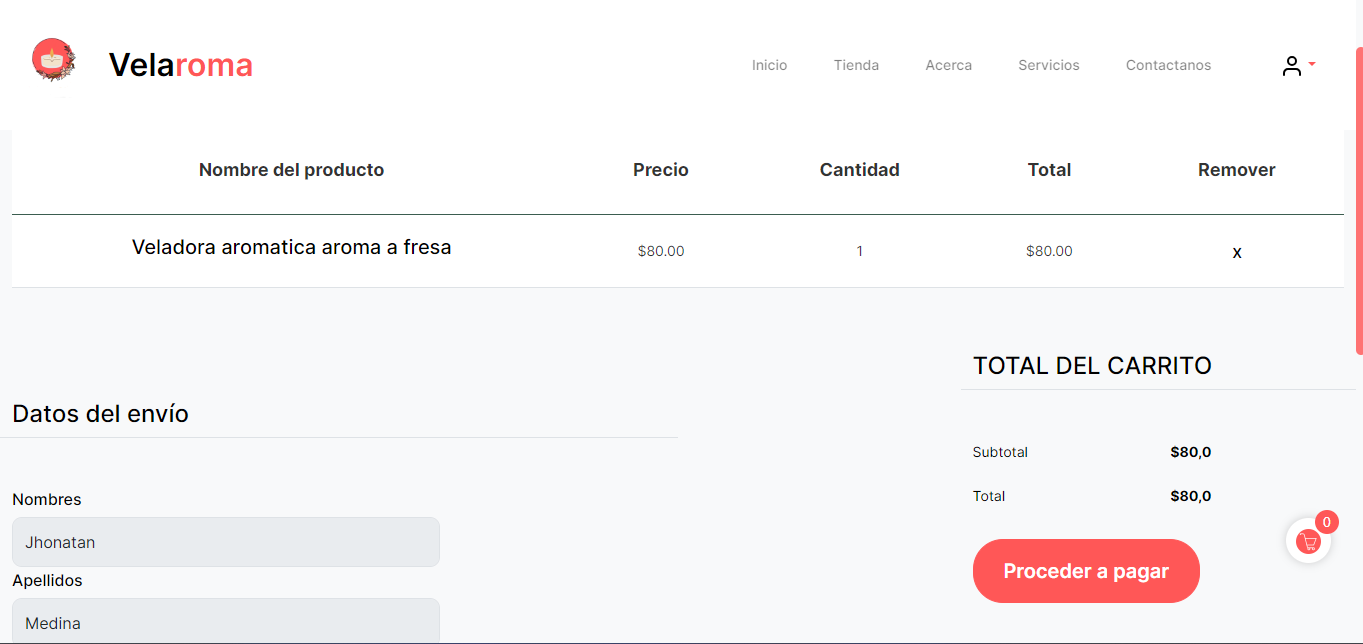 Velaroma
Inicio Tienda Acerca Servicios Contactanos
Nombre del producto Precio Cantidad Total Remover
Veladora aromatica aroma a fresa $80.00 1 $80.00 x
TOTAL DEL CARRITO
Datos del envío
Subtotal $80,0
Total $80,0
Nombres
Jhonatan
0
Proceder a pagar
Apellidos
Medina